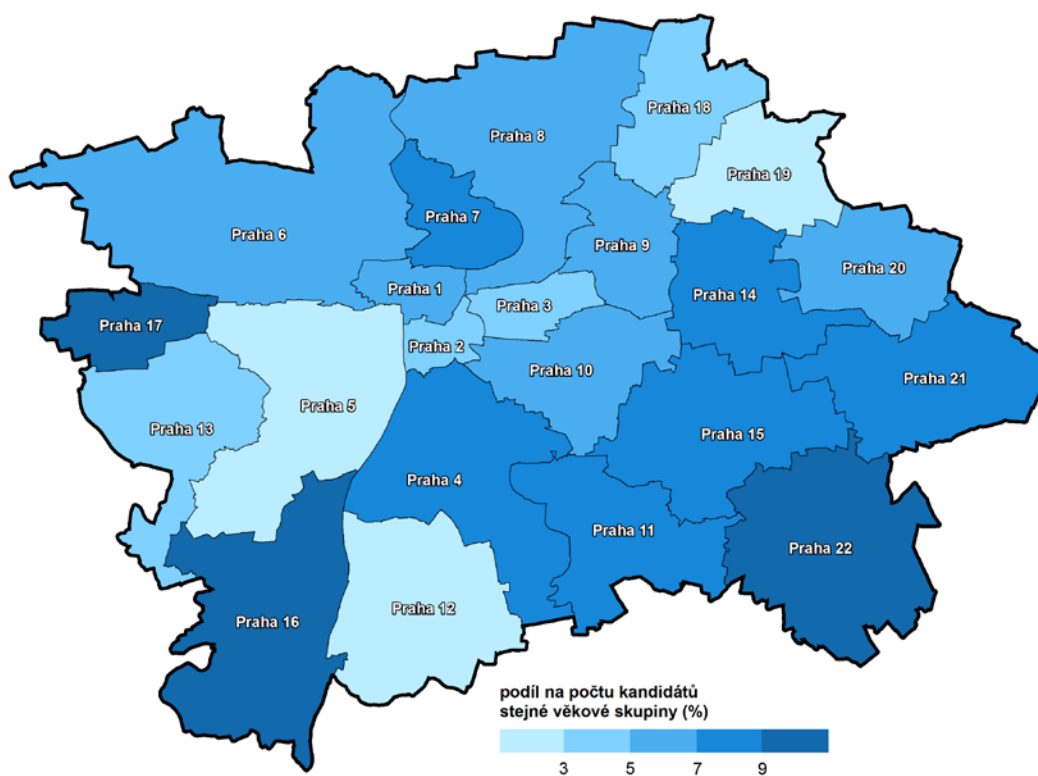 Praha 18
Praha 8
Praha 19
Praha 7
Praha 6
Praha 9
Praha 20
Praha 1
Praha 14
Praha 3
Praha 17
Praha 2
Praha 10
Praha 21
Praha 5
Praha 13
Praha 15
Praha 4
Praha 11
Praha 22
Praha 12
Praha 16
podíl na počtu kandidátů
stejné věkové skupiny (%)
3 5 7 9